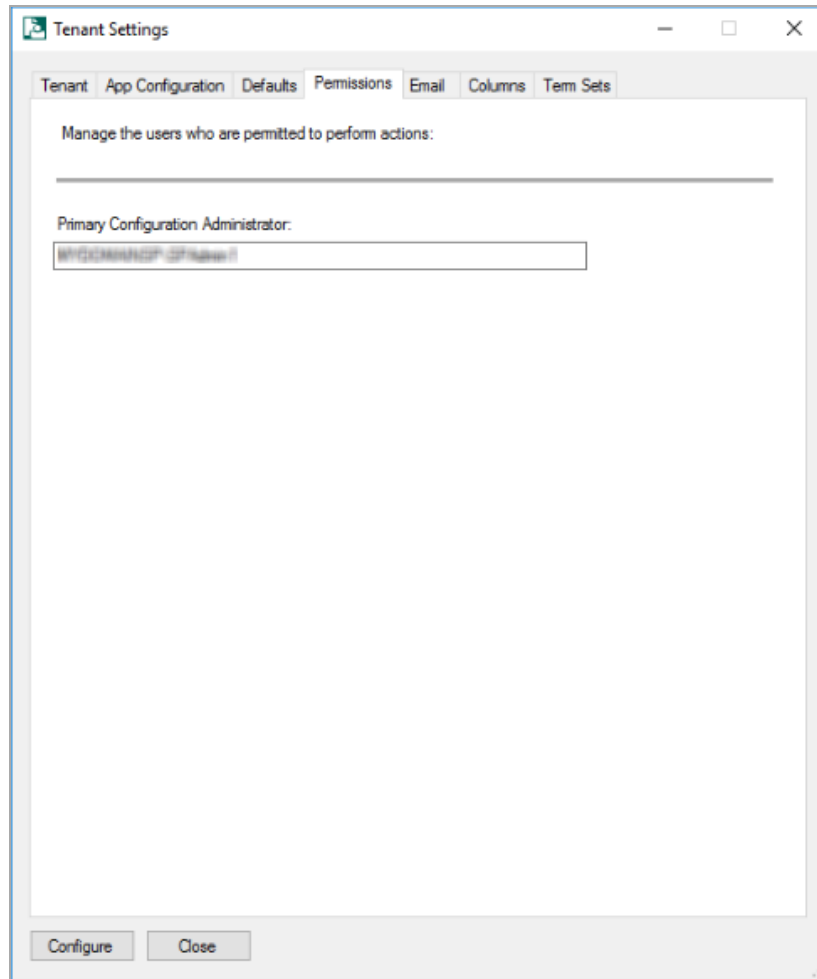 Tenant Settings
Tenant App Configuration Defaults Permissions Email Columns Term Sets
Manage the users who are permitted to perform actions:
Primary Configuration Administrator:
Configure Close